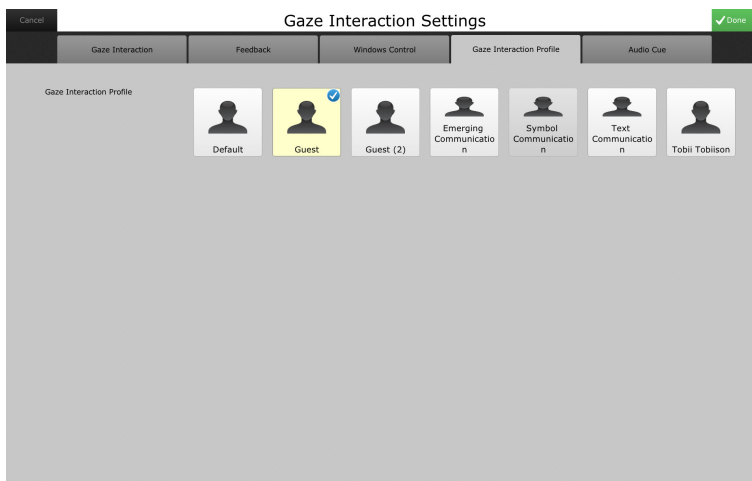 Cancel
Gaze Interaction Settings
Done
Gaze Interaction
Feedback
Windows Control
Gaze Interaction Profile
Audio Cue
Gaze Interaction Profile
Default
Guest
Guest (2)
Emerging
Communicatio
n
Symbol
Communicatio
n
Text
Communicatio
n
Tobii Tobiison